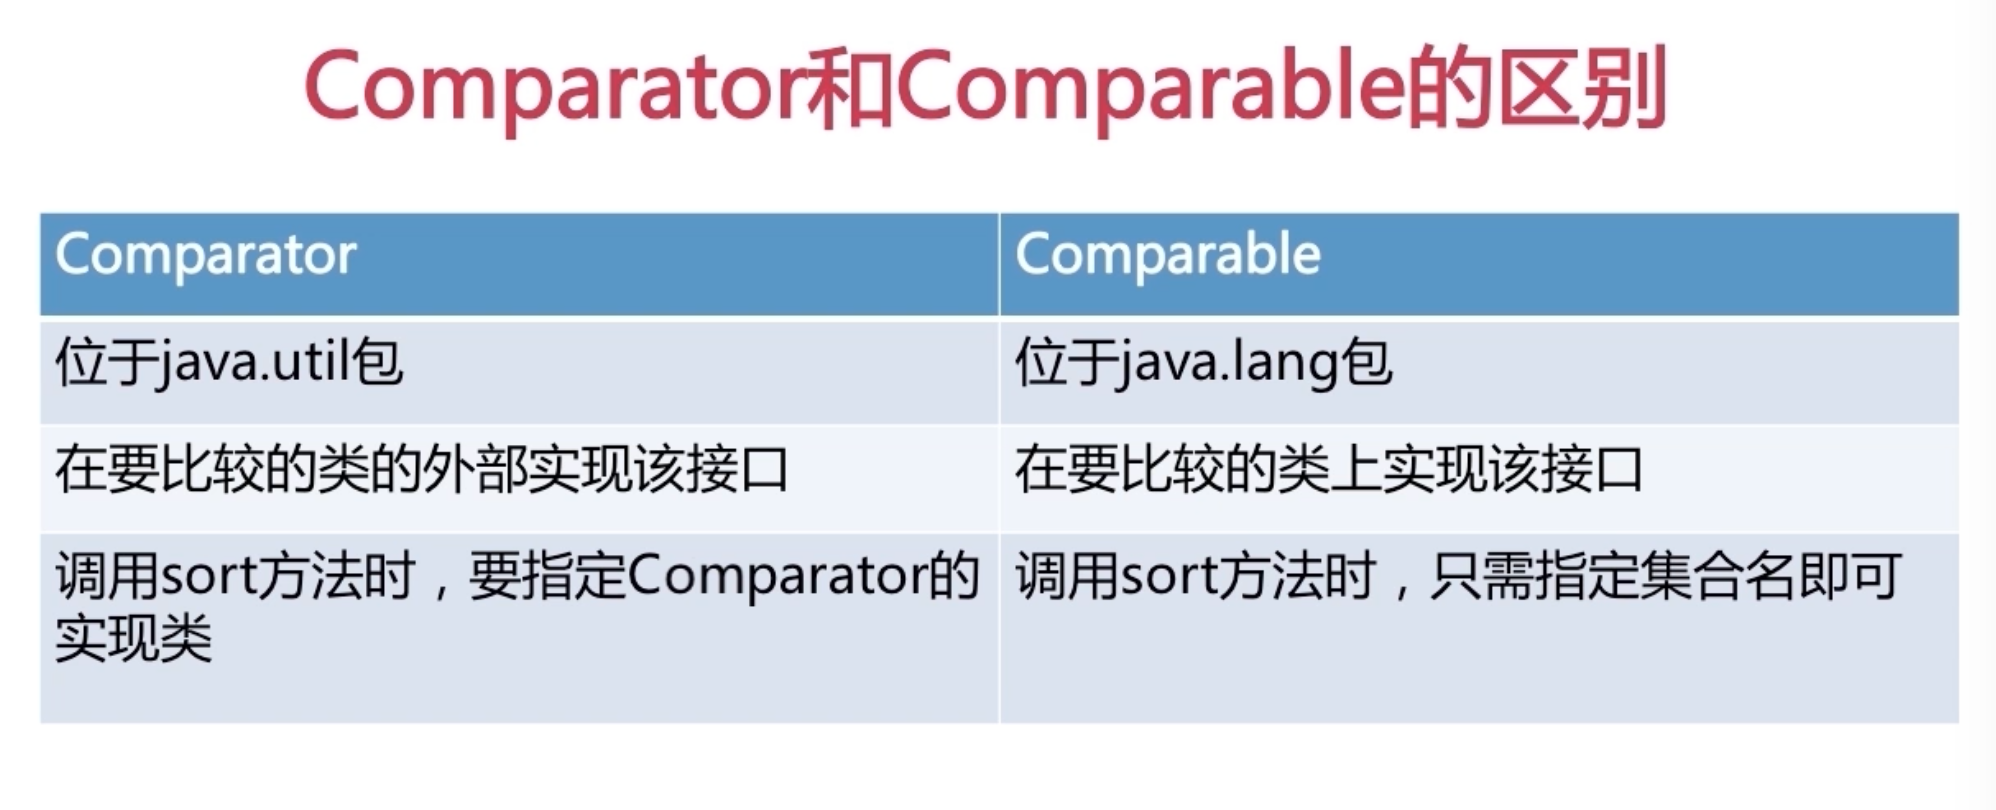 Comparator和Comparable的区别
Comparator
Comparable
位于java.util包
位于java.lang包
在要比较的类的外部实现该接口
在要比较的类上实现该接口
调用sort方法时，要指定Comparator的
实现类
调用sort方法时，只需指定集合名即可